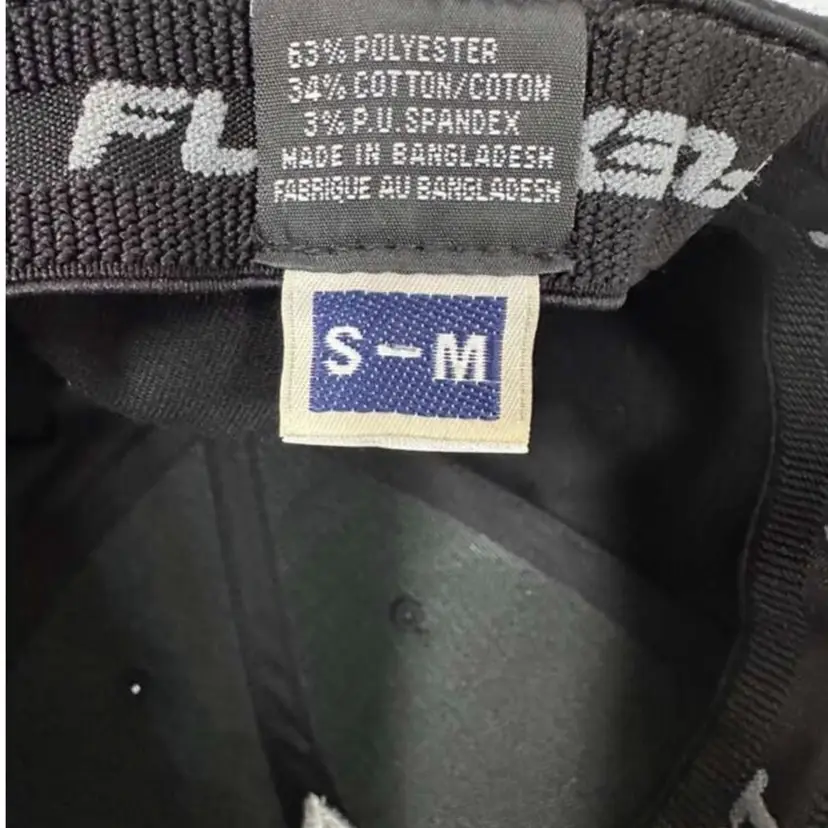 63% POLYESTER
34% COTTON/COTON
3% P.U.SPANDEX
MADE IN BANGLADESH
FABRIQUE AU BANGLADESH
S-M